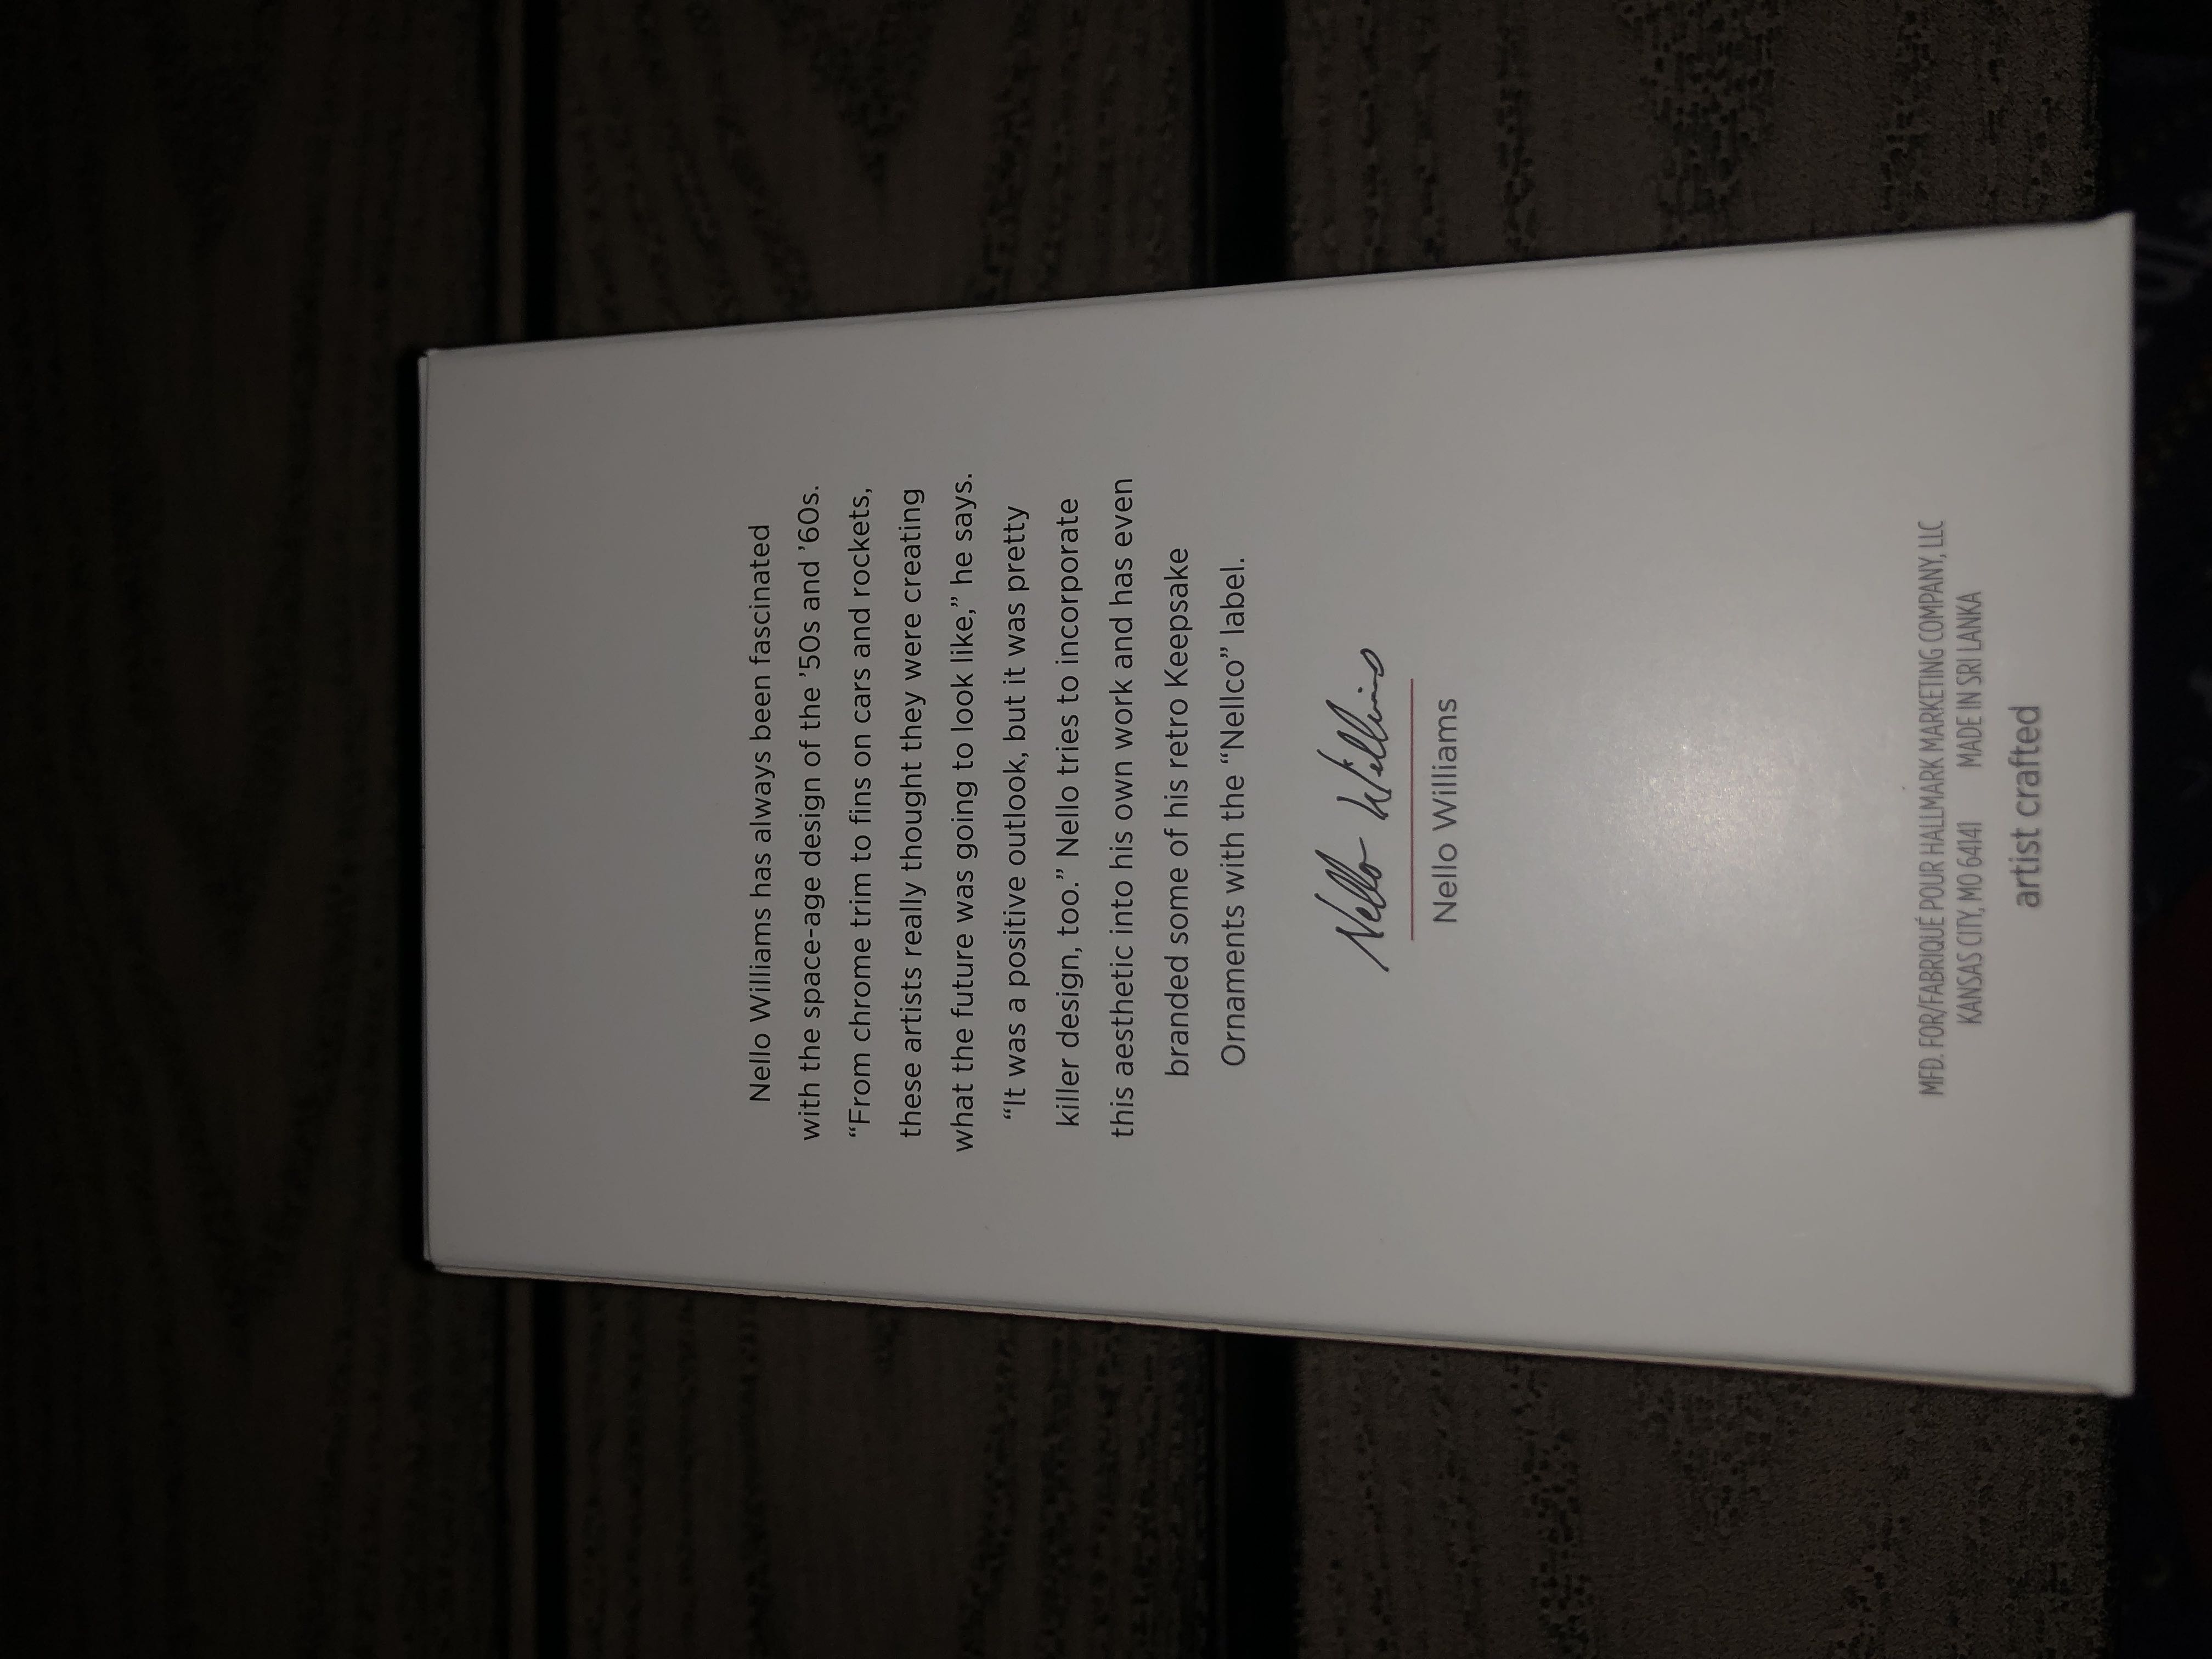 Nello Williams has always been fascinated
with the space-age design of the ’50s and ’60s.
“From chrome trim to fins on cars and rockets,
these artists really thought they were creating
what the future was going to look like,” he says.
“It was a positive outlook, but it was pretty
killer design, too.” Nello tries to incorporate
this aesthetic into his own work and has even
branded some of his retro Keepsake
Ornaments with the “Nellco” label.
Nello Williams
Nello Williams
MFD. FOR/FABRIQUÉ POUR HALLMARK MARKETING COMPANY, LLC
KANSAS CITY, MO 64141 MADE IN SRI LANKA
artist crafted